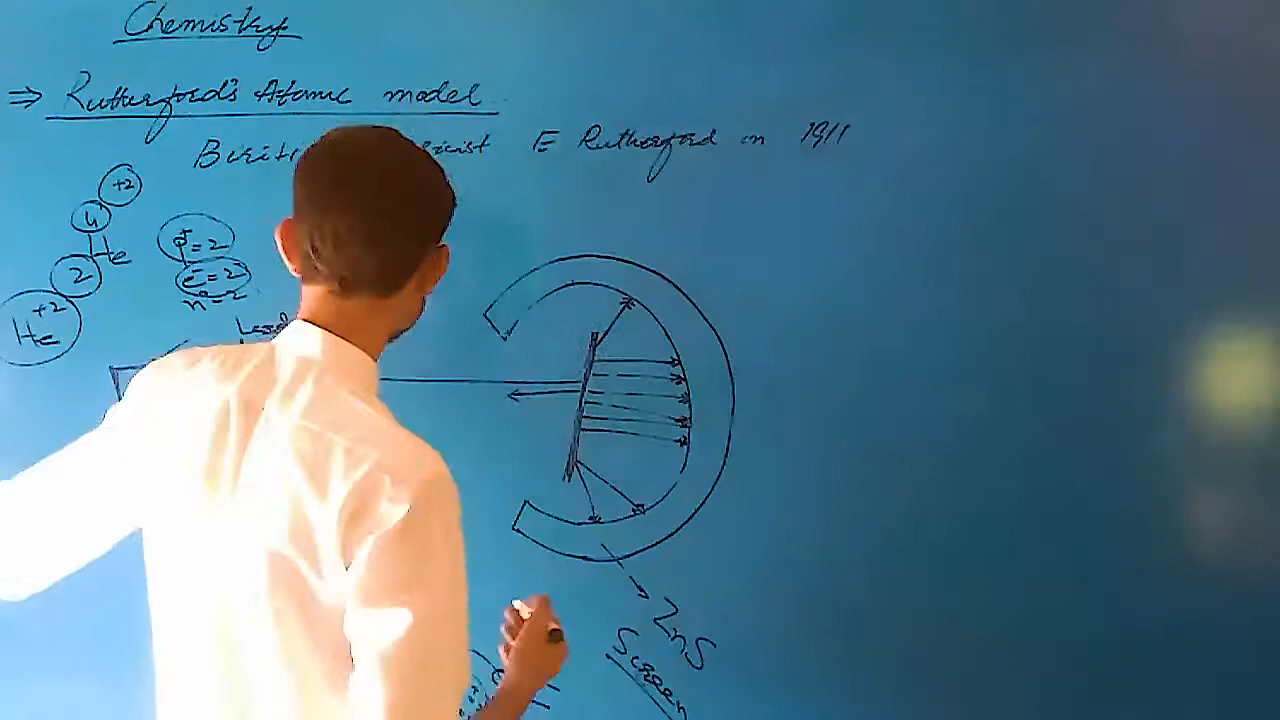 Chemistry
⇒ Rutherford's Atomic model
E Rutherford in 1911
+2
4
He
2
He +2
p=2
e=2
n=2
ZnS
Screen